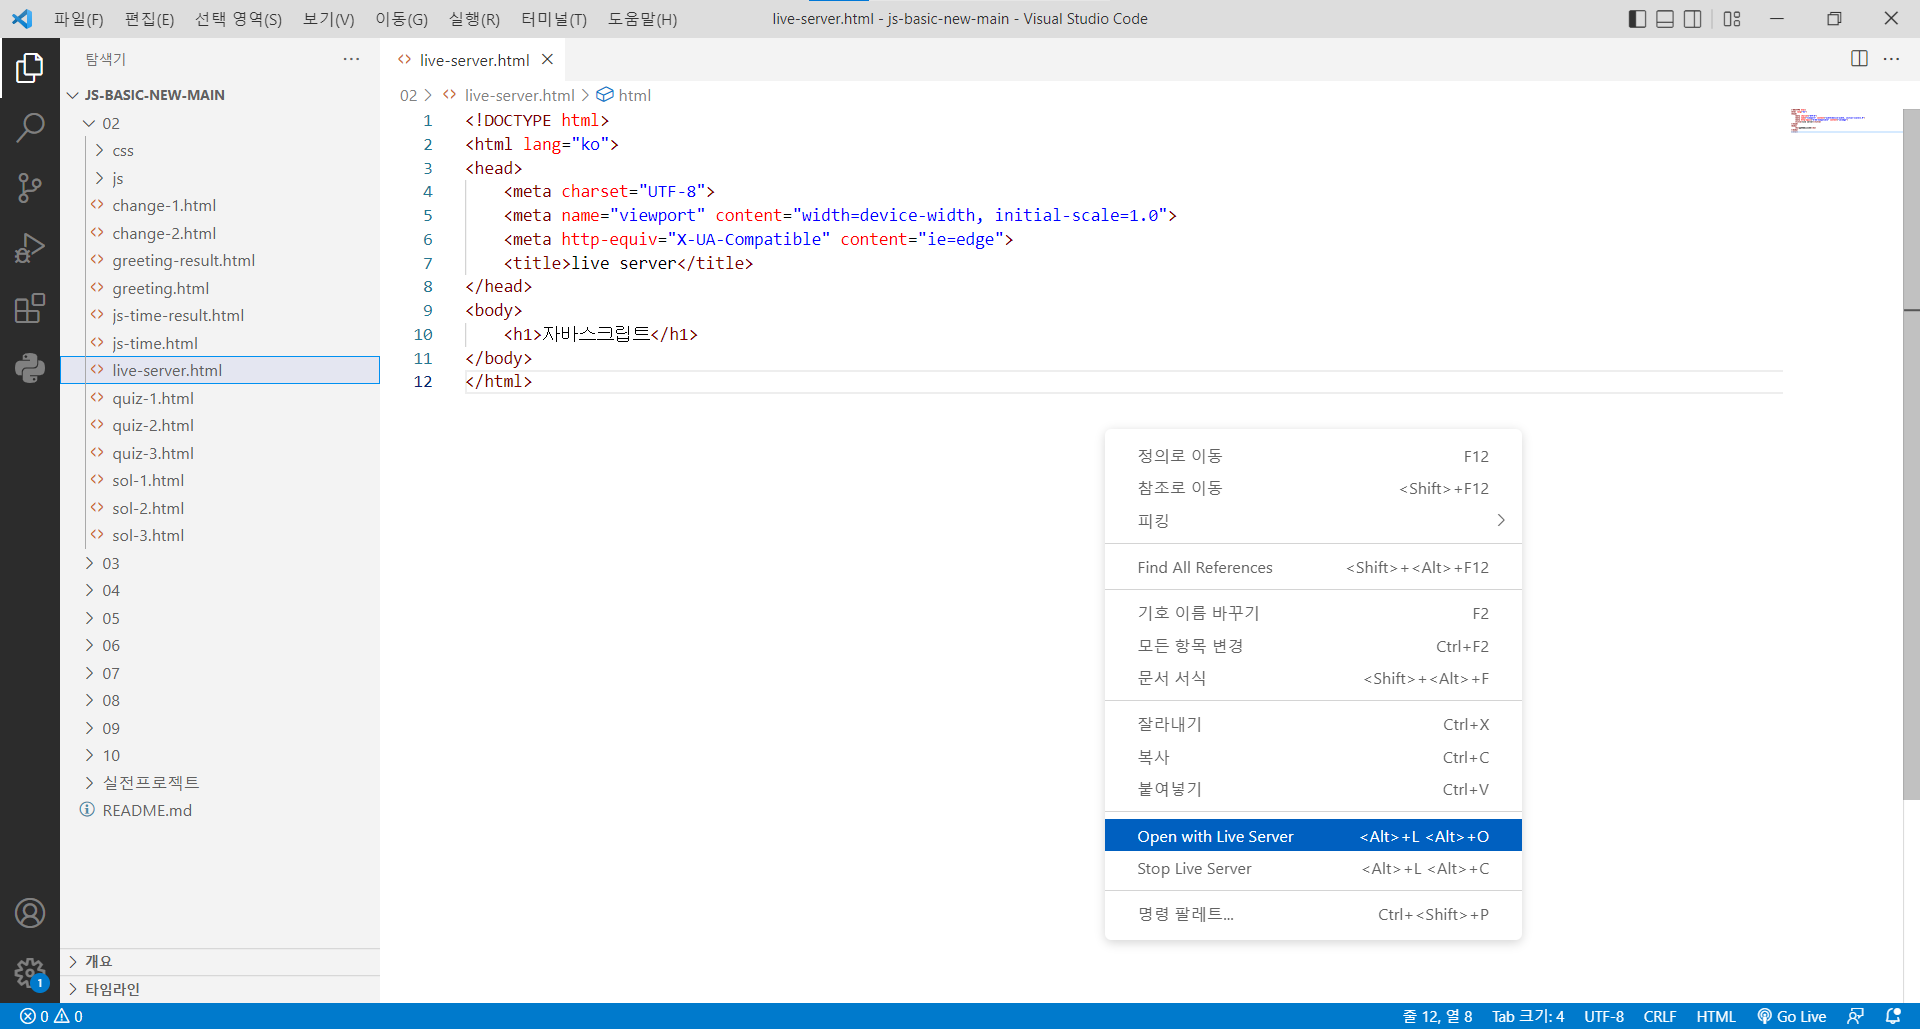 파일(F) 편집(E) 선택 영역(S) 보기(V) 이동(G) 실행(R) 터미널(T) 도움말(H) live-server.html - js-basic-new-main - Visual Studio Code
탐색기
JS-BASIC-NEW-MAIN
02
css
js
change-1.html
change-2.html
greeting-result.html
greeting.html
js-time-result.html
js-time.html
live-server.html
quiz-1.html
quiz-2.html
quiz-3.html
sol-1.html
sol-2.html
sol-3.html
03
04
05
06
07
08
09
10
실전프로젝트
README.md
개요
타임라인
1
live-server.html
02 > live-server.html > html
1 <!DOCTYPE html>
2 <html lang="ko">
3 <head>
4 <meta charset="UTF-8">
5 <meta name="viewport" content="width=device-width, initial-scale=1.0">
6 <meta http-equiv="X-UA-Compatible" content="ie=edge">
7 <title>live server</title>
8 </head>
9 <body>
10 <h1>자바스크립트</h1>
11 </body>
12 </html>
정의로 이동 F12
참조로 이동 <Shift>+F12
피킹
Find All References <Shift>+<Alt>+F12
기호 이름 바꾸기 F2
모든 항목 변경 Ctrl+F2
문서 서식 <Shift>+<Alt>+F
잘라내기 Ctrl+X
복사 Ctrl+C
붙여넣기 Ctrl+V
Open with Live Server <Alt>+L <Alt>+O
Stop Live Server <Alt>+L <Alt>+C
명령 팔레트... Ctrl+<Shift>+P
0 0 줄 12, 열 8 Tab 크기: 4 UTF-8 CRLF HTML Go Live